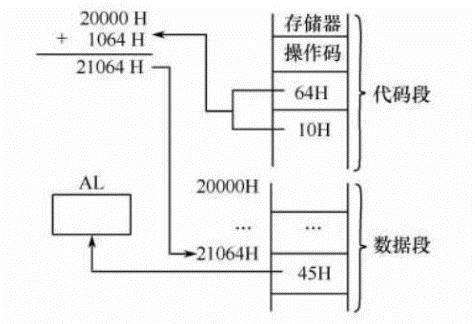 20000 H
+ 1064 H
21064 H
存储器
操作码
64H
10H
代码段
AL
20000H
...
...
21064H
45H
数据段